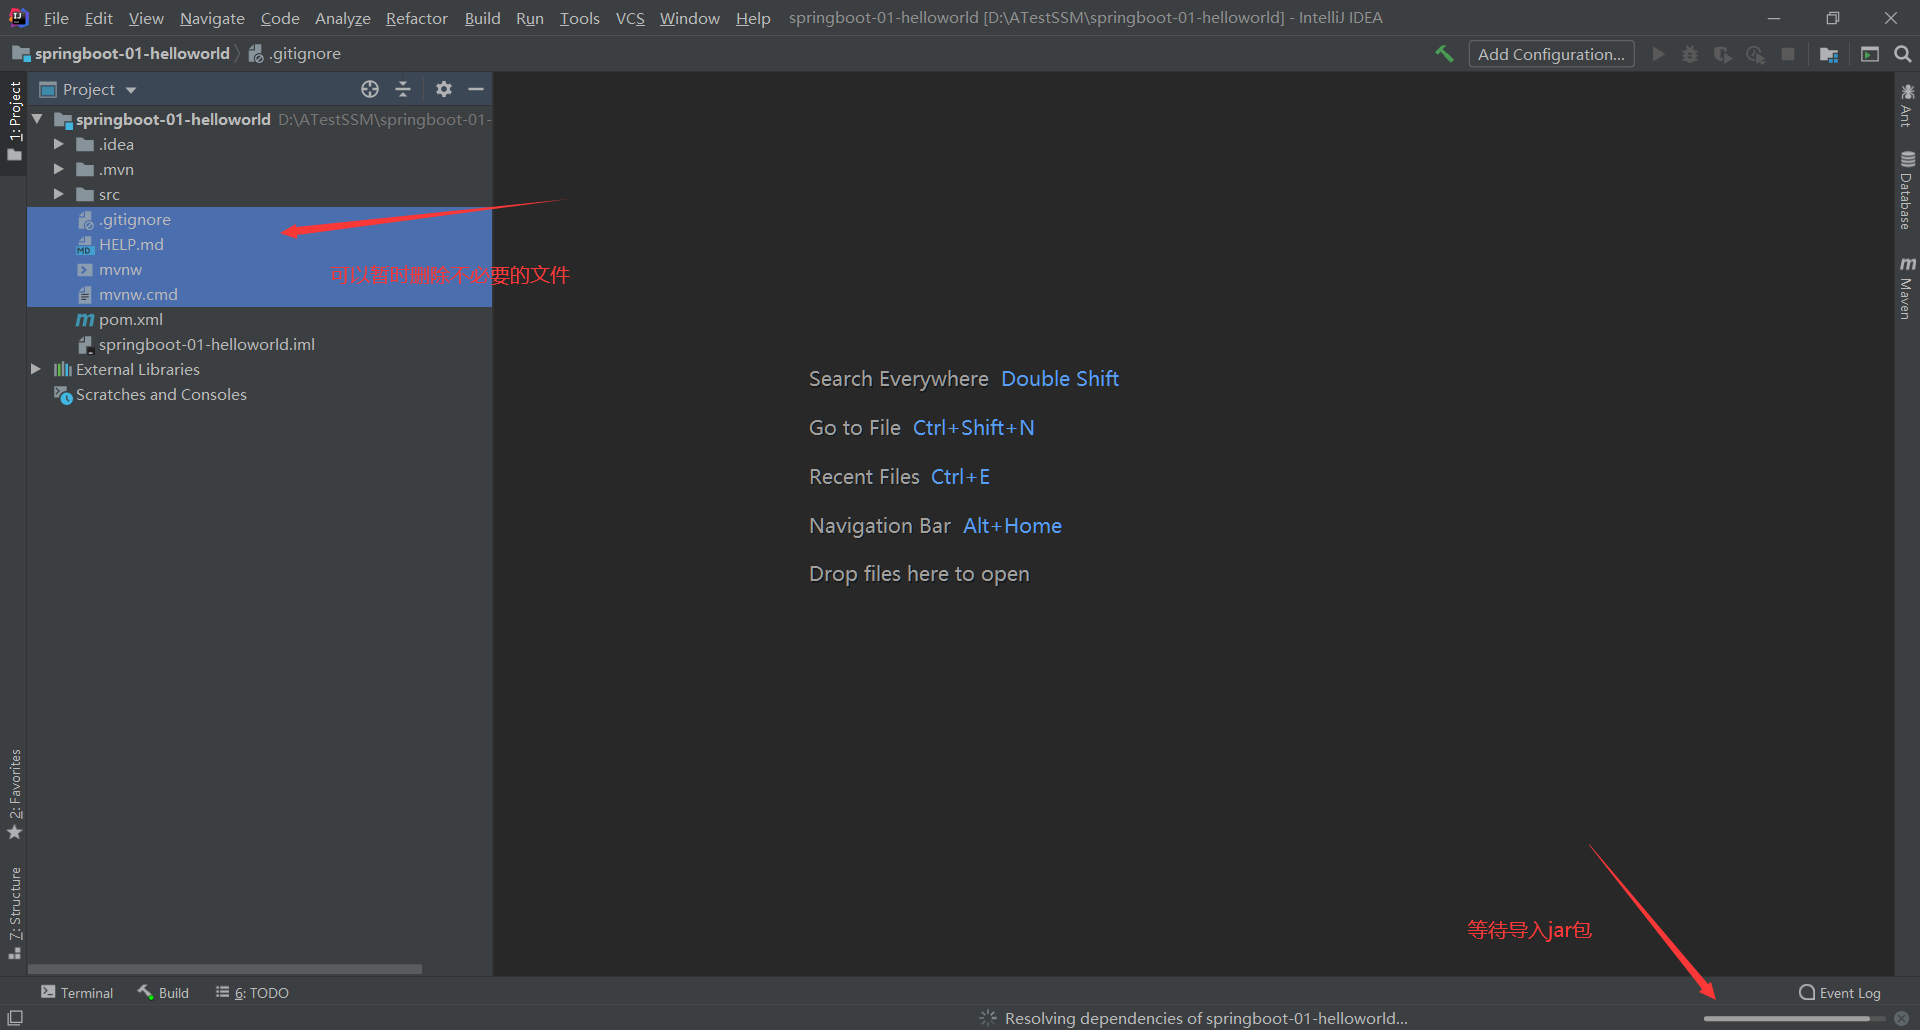 File Edit View Navigate Code Analyze Refactor Build Run Tools VCS Window Help springboot-01-helloworld [D:\ATestSSM\springboot-01-helloworld] - IntelliJ IDEA
springboot-01-helloworld .gitignore
Add Configuration...
1: Project
Project
springboot-01-helloworld D:\ATestSSM\springboot-01-
.idea
.mvn
src
.gitignore
HELP.md
mvnw
mvnw.cmd
pom.xml
springboot-01-helloworld.iml
External Libraries
Scratches and Consoles
可以暂时删除不必要的文件
Search Everywhere Double Shift
Go to File Ctrl+Shift+N
Recent Files Ctrl+E
Navigation Bar Alt+Home
Drop files here to open
Ant
Database
Maven
2: Favorites
7: Structure
等待导入jar包
Terminal Build 6: TODO
Event Log
Resolving dependencies of springboot-01-helloworld...